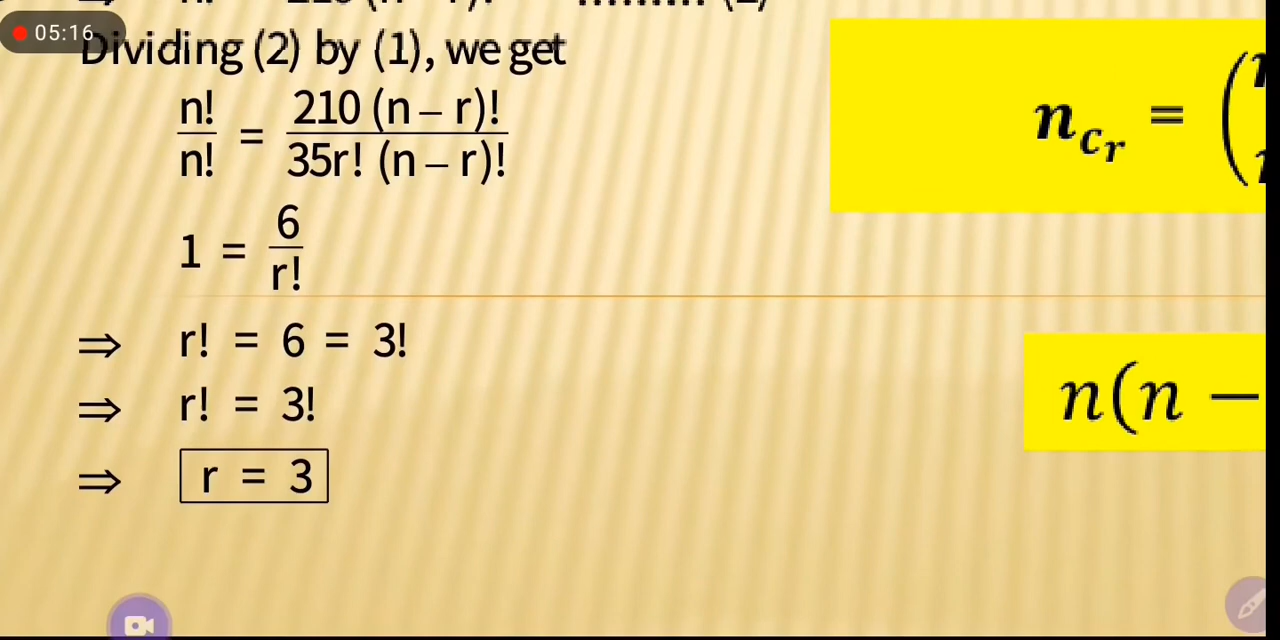 05:16
Dividing (2) by (1), we get
n!/n! = 210 (n – r)!/35r! (n – r)!
1 = 6/r!
⇒ r! = 6 = 3!
⇒ r! = 3!
⇒ r = 3
n_{c_r} = (
n(n −